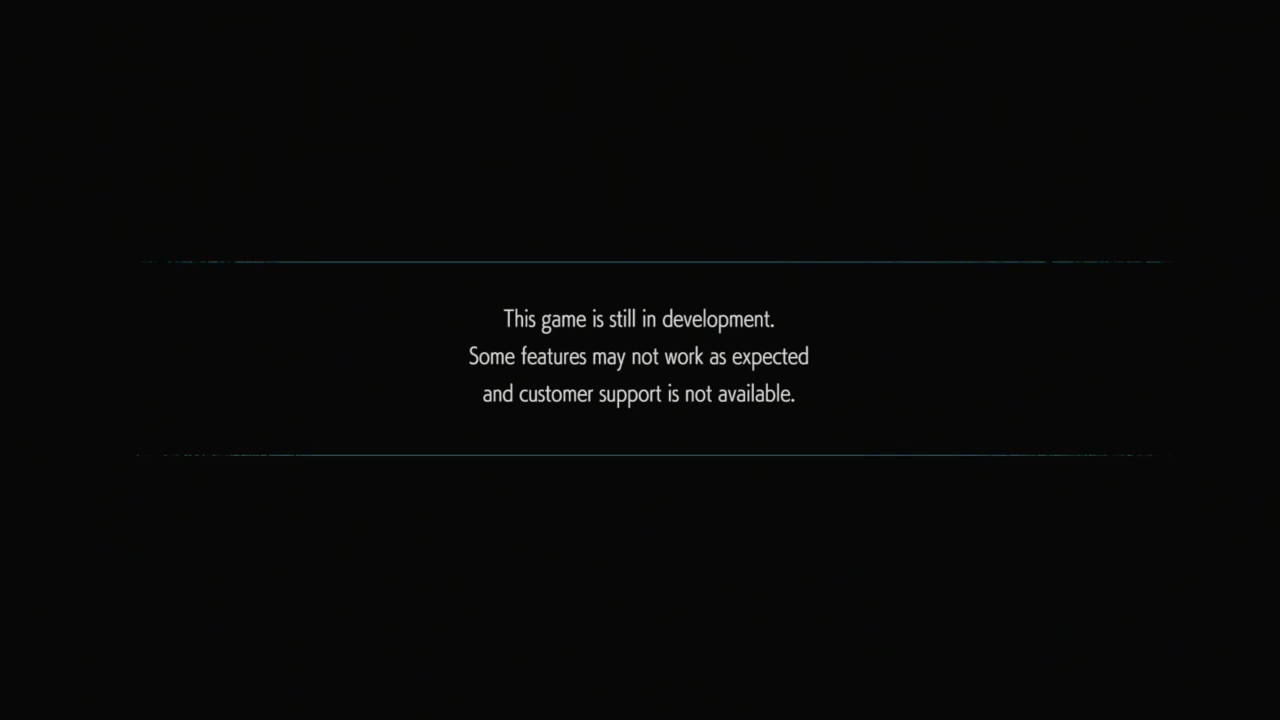 This game is still in development.
Some features may not work as expected
and customer support is not available.